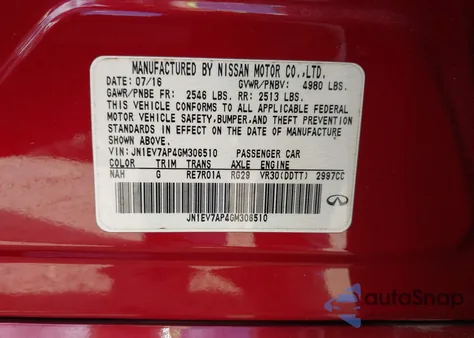 MANUFACTURED BY NISSAN MOTOR CO., LTD.
DATE: 07/16 GVWR/PNBV: 4980 LBS.
GAWR/PNBE FR: 2546 LBS. RR: 2513 LBS.
THIS VEHICLE CONFORMS TO ALL APPLICABLE FEDERAL
MOTOR VEHICLE SAFETY, BUMPER, AND THEFT PREVENTION
STANDARDS IN EFFECT ON THE DATE OF MANUFACTURE
SHOWN ABOVE.
VIN: JN1EV7AP4GM306510 PASSENGER CAR
COLOR TRIM TRANS AXLE ENGINE
NAH G RE7R01A RG29 VR30(DDTT) 2997CC
JN1EV7AP4GM306510
autoSnap